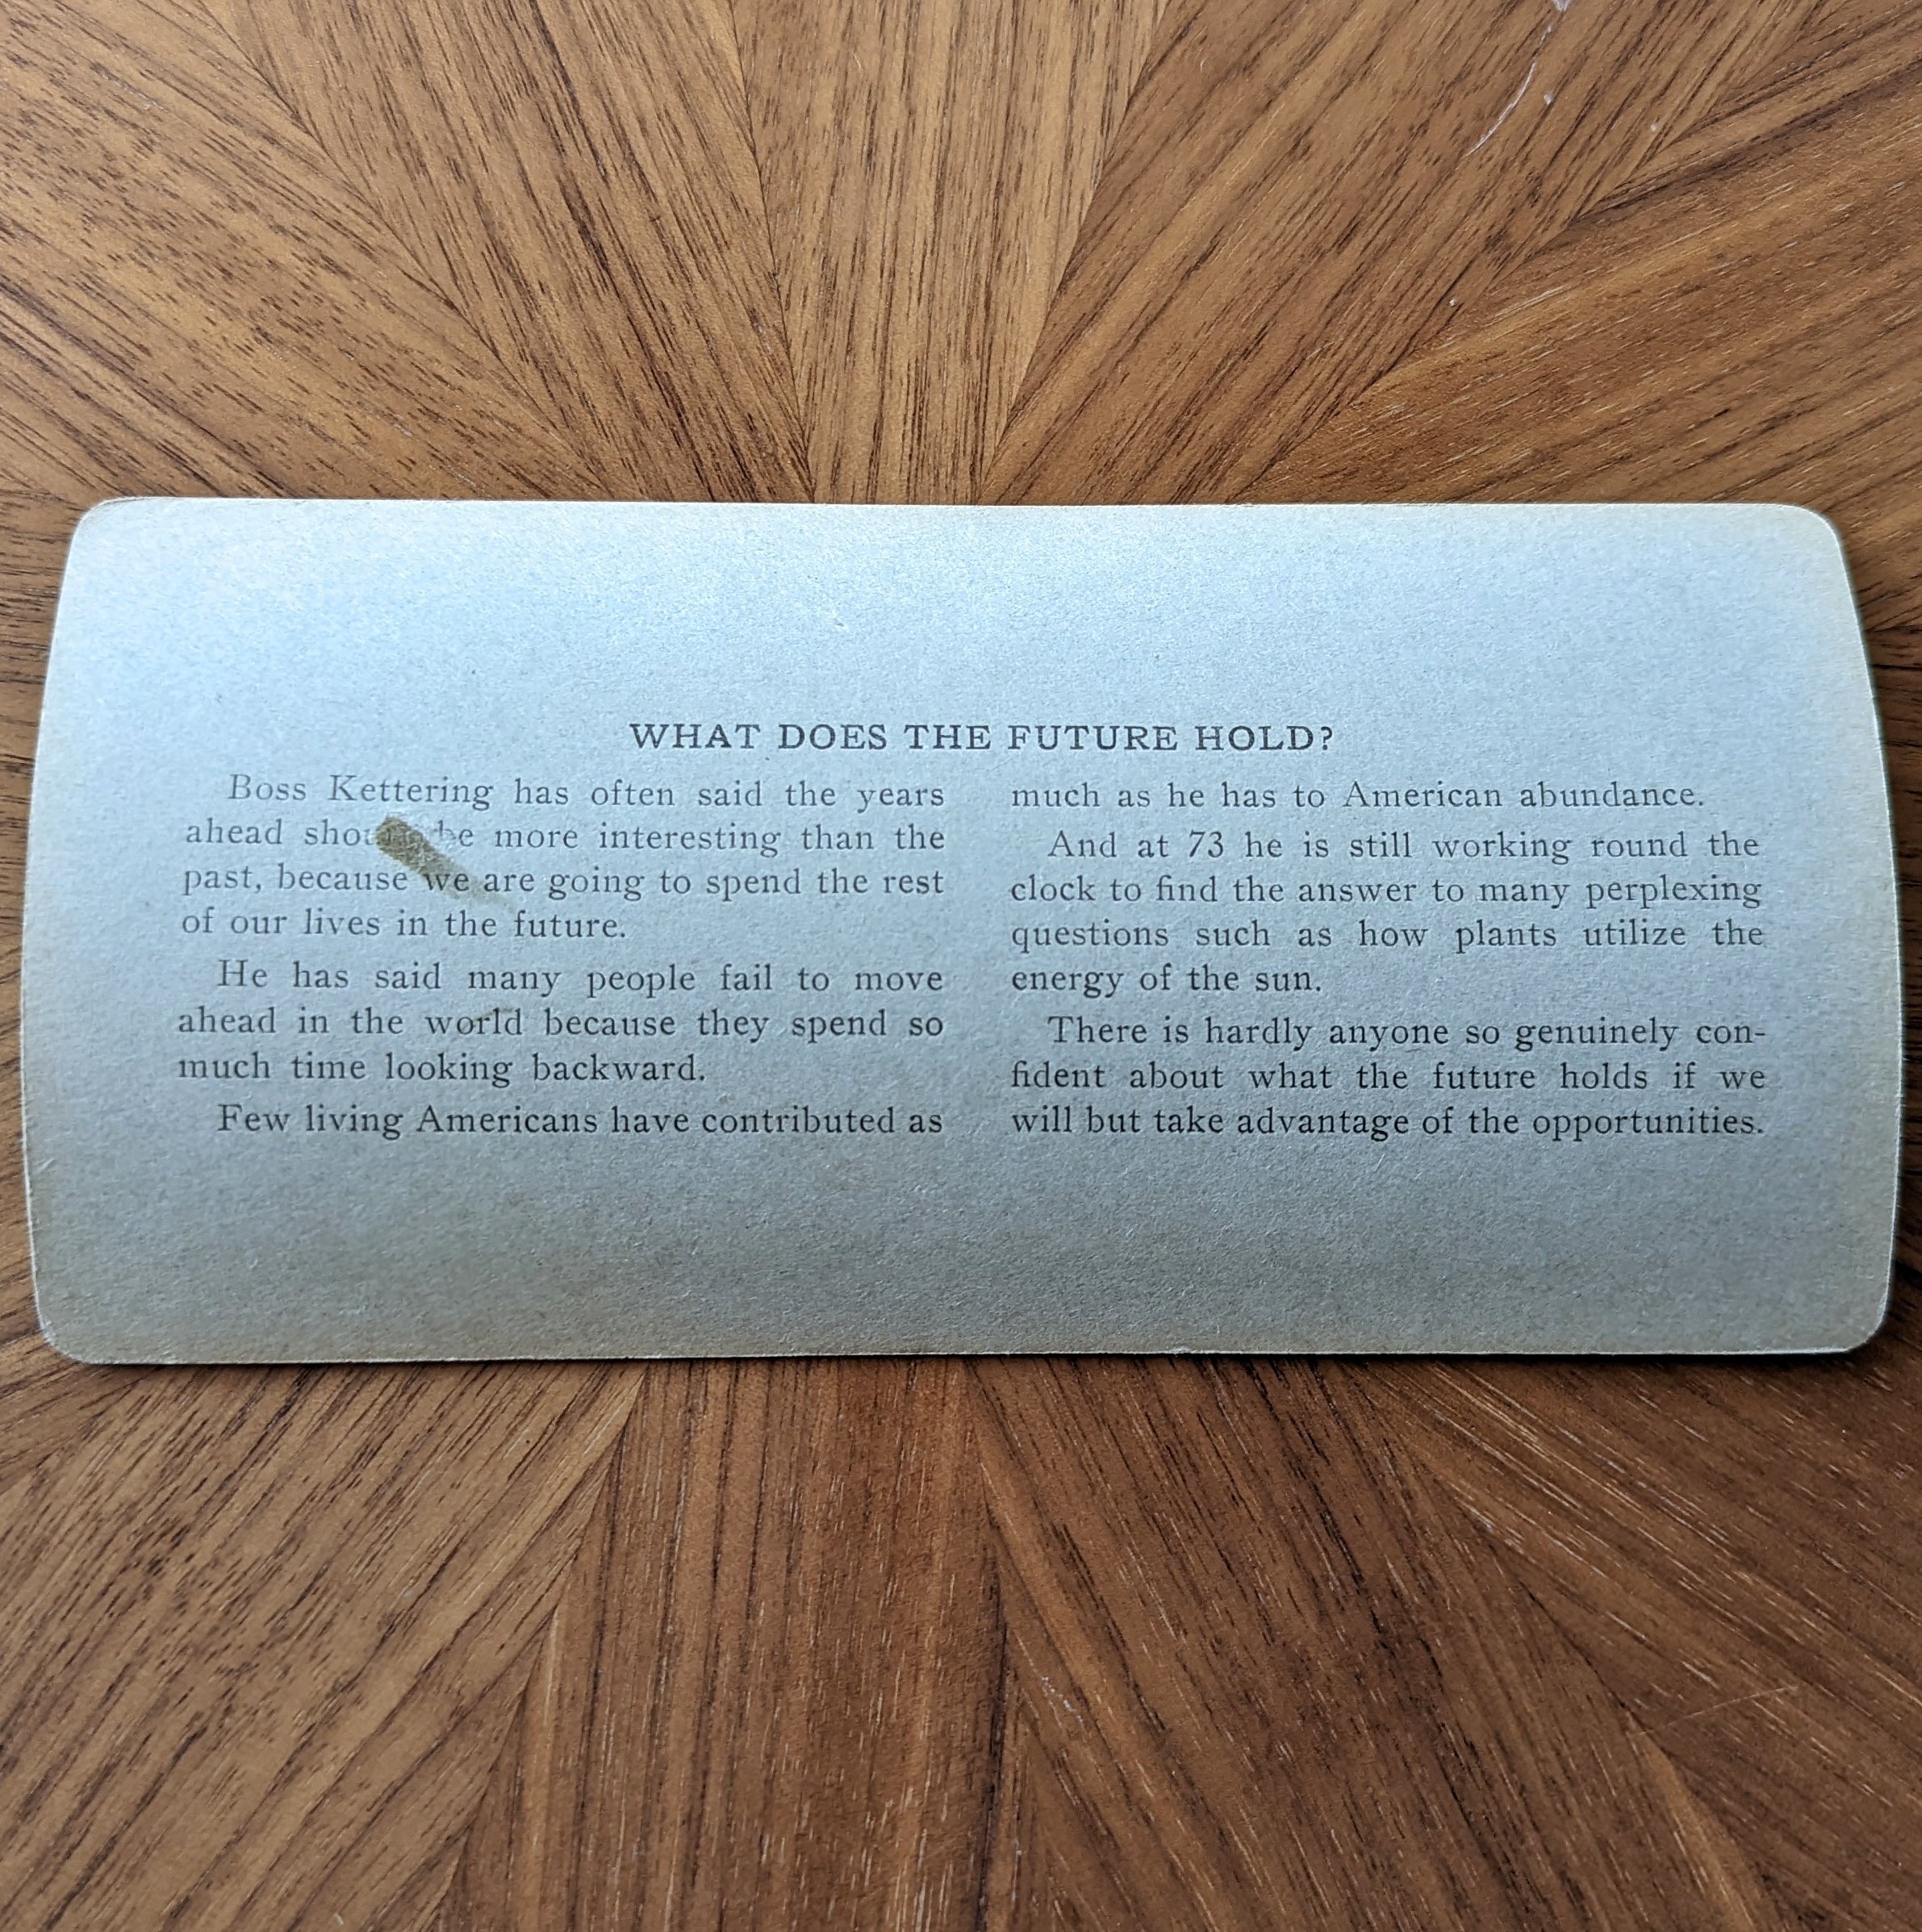 WHAT DOES THE FUTURE HOLD?
Boss Kettering has often said the years
ahead should be more interesting than the
past, because we are going to spend the rest
of our lives in the future.
He has said many people fail to move
ahead in the world because they spend so
much time looking backward.
Few living Americans have contributed as
much as he has to American abundance.
And at 73 he is still working round the
clock to find the answer to many perplexing
questions such as how plants utilize the
energy of the sun.
There is hardly anyone so genuinely con-
fident about what the future holds if we
will but take advantage of the opportunities.